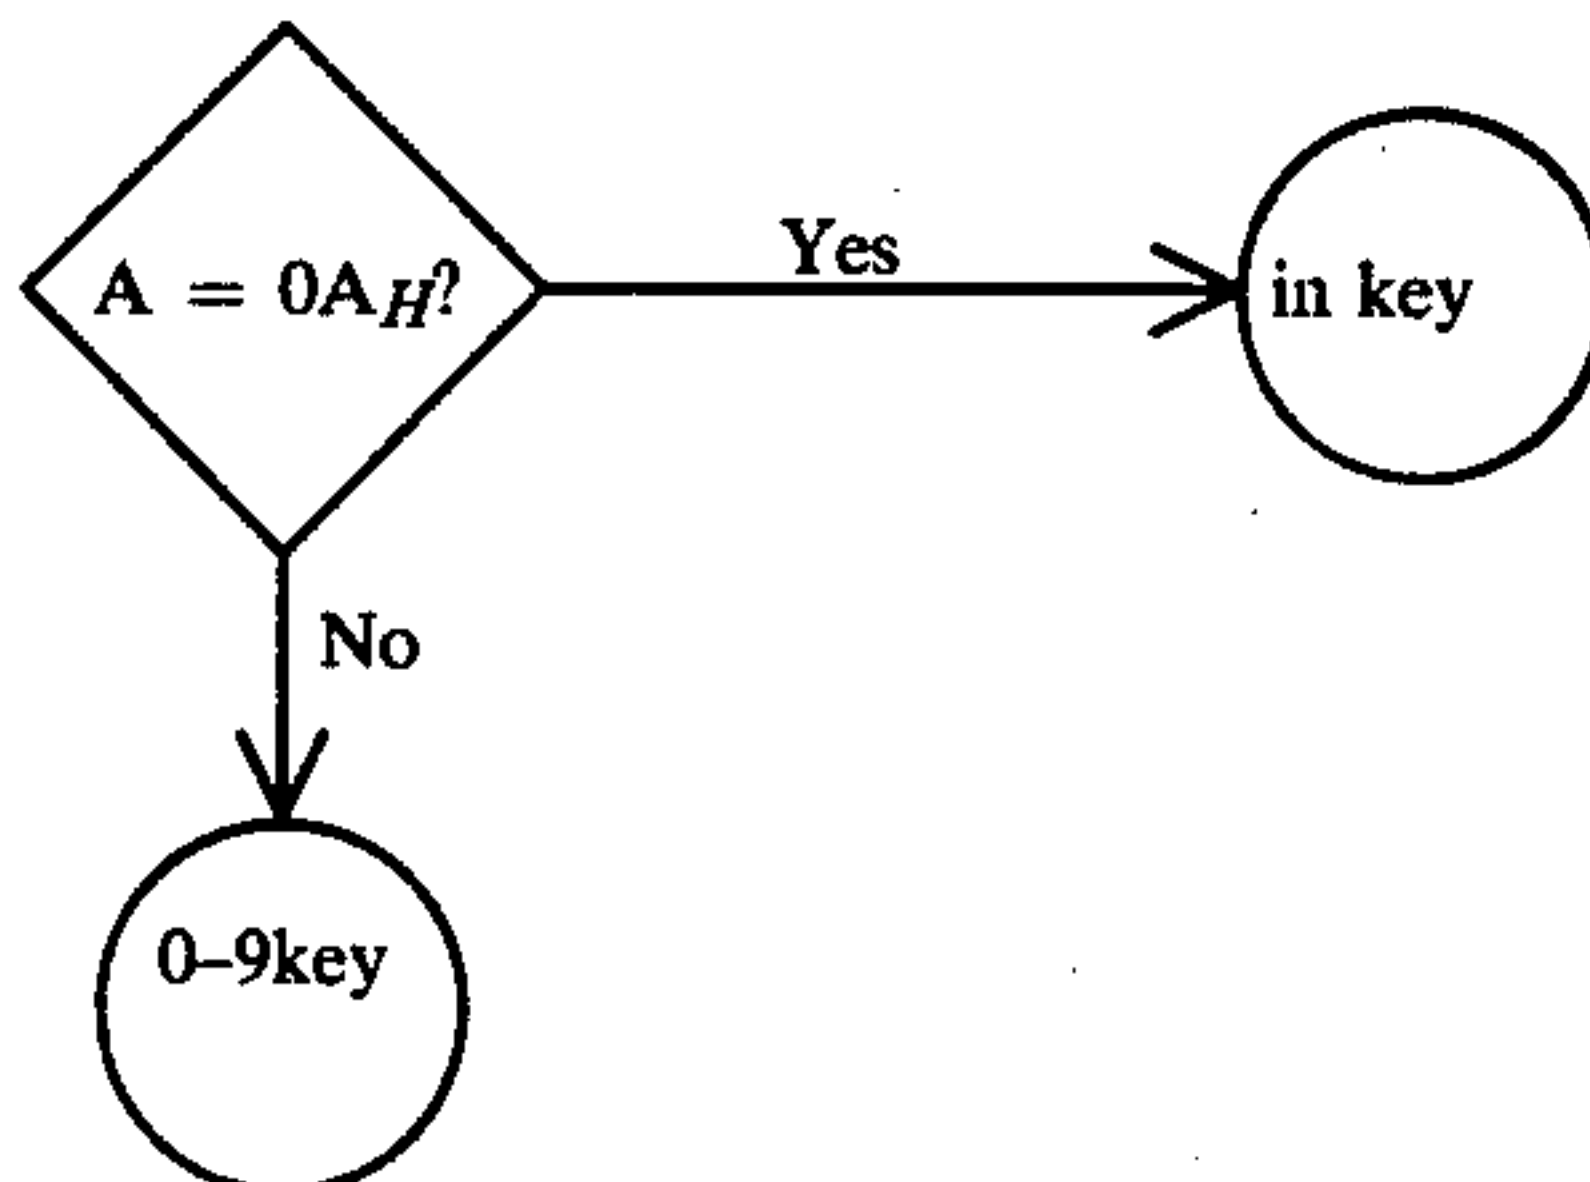 Yes
A = 0A_H?
in key
No
0–9key